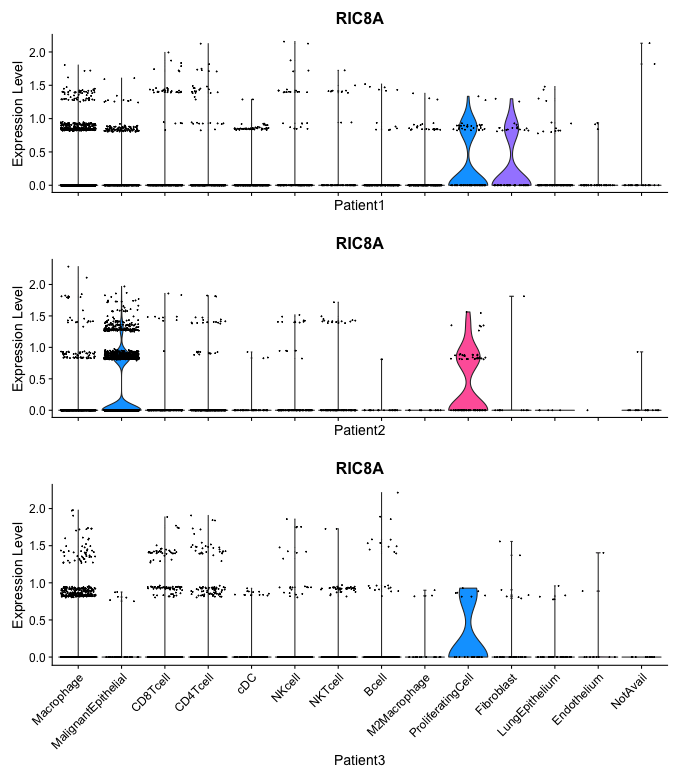 RIC8A
Expression Level
2.0
1.5
1.0
0.5
0.0
Patient1
RIC8A
Expression Level
2.0
1.5
1.0
0.5
0.0
Patient2
RIC8A
Expression Level
2.0
1.5
1.0
0.5
0.0
Macrophage
MalignantEpithelial
CD8Tcell
CD4Tcell
cDC
NKcell
NKTcell
Bcell
M2Macrophage
ProliferatingCell
Fibroblast
LungEpithelium
Endothelium
NotAvail
Patient3